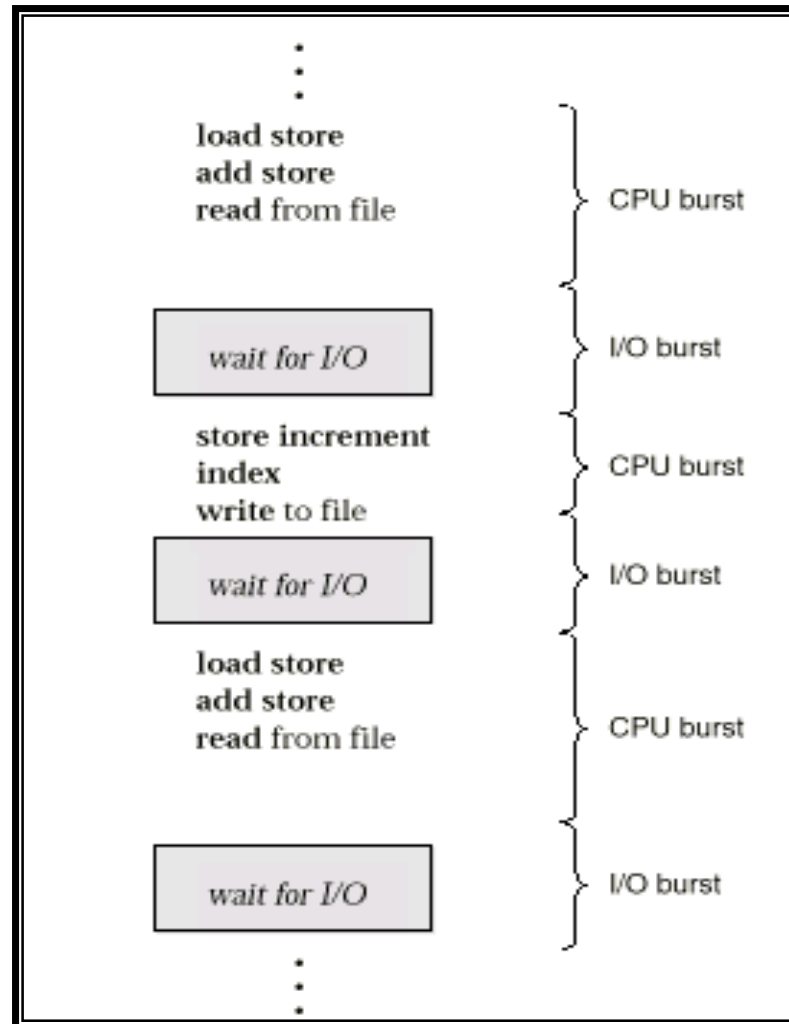 load store
add store
read from file
CPU burst
wait for I/O
I/O burst
store increment
index
write to file
CPU burst
wait for I/O
I/O burst
load store
add store
read from file
CPU burst
wait for I/O
I/O burst